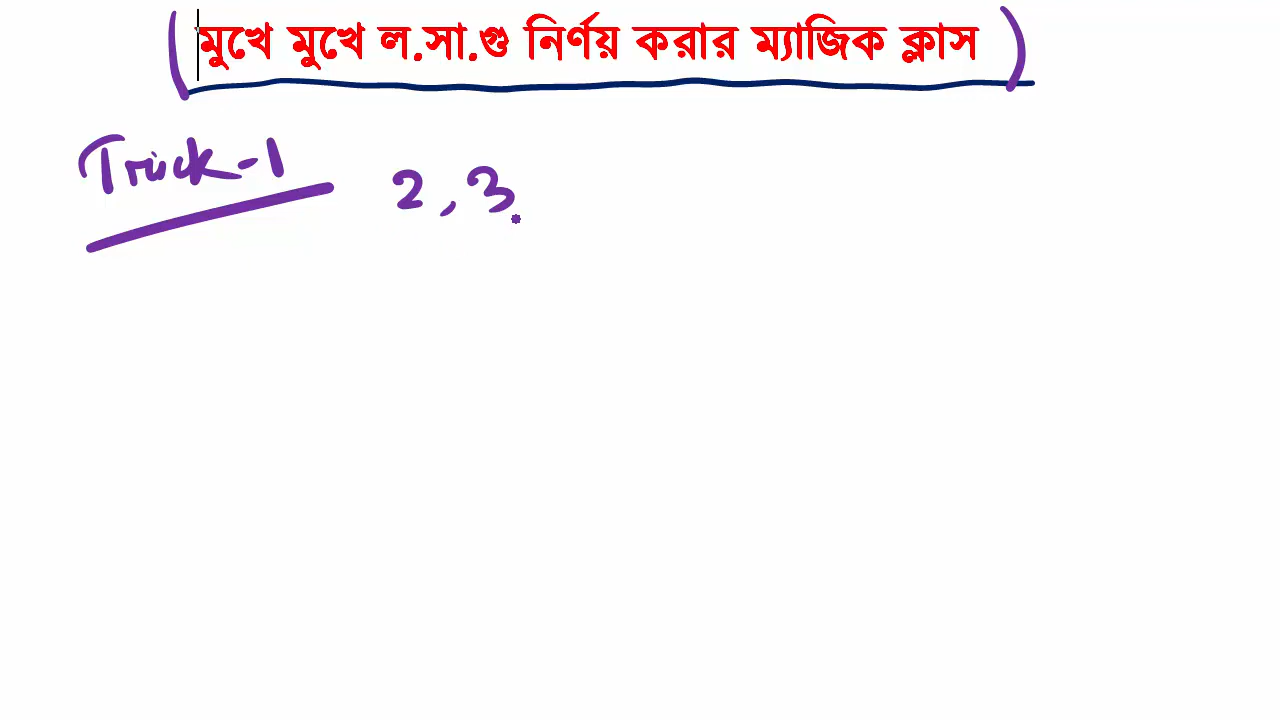 (মুখে মুখে ল.সা.গু নির্ণয় করার ম্যাজিক ক্লাস)
Trick-1 2, 3